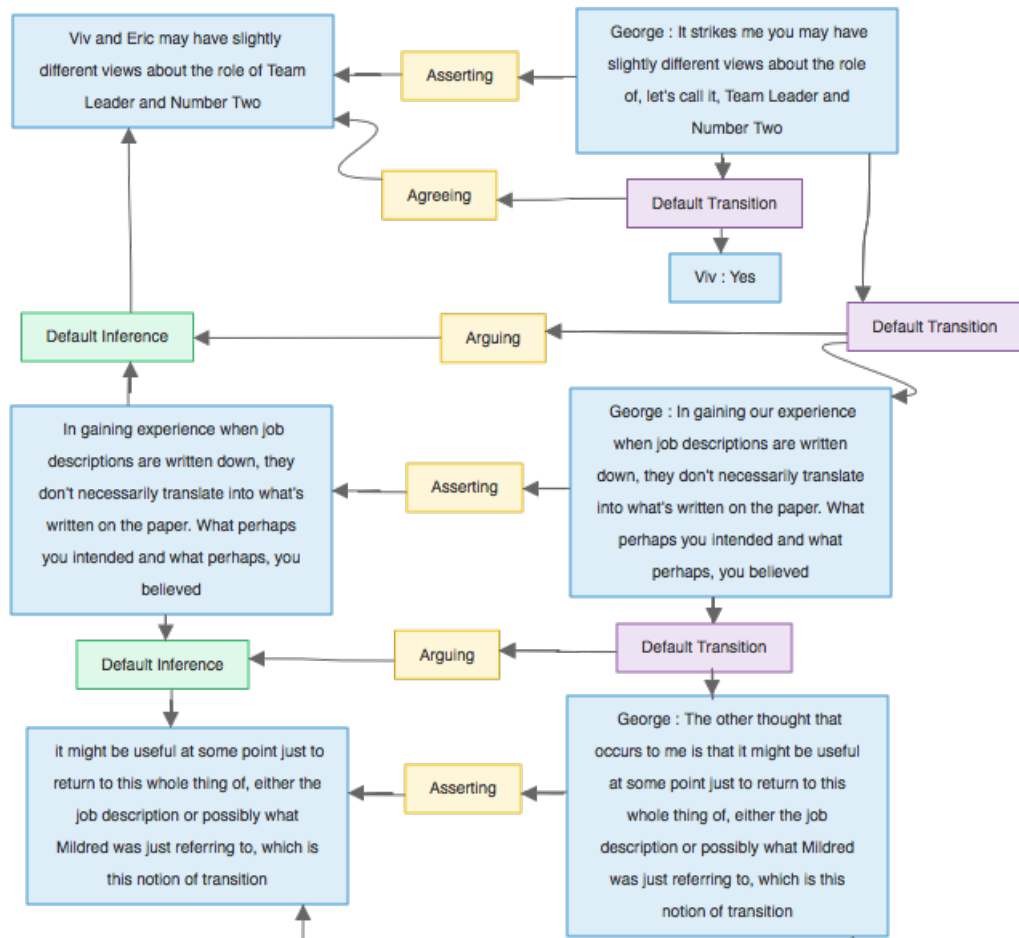 Viv and Eric may have slightly
different views about the role of Team
Leader and Number Two
Asserting
George : It strikes me you may have
slightly different views about the role
of, let's call it, Team Leader and
Number Two
Agreeing
Default Transition
Viv : Yes
Default Inference
Arguing
Default Transition
In gaining experience when job
descriptions are written down, they
don't necessarily translate into what's
written on the paper. What perhaps
you intended and what perhaps, you
believed
Asserting
George : In gaining our experience
when job descriptions are written
down, they don't necessarily translate
into what's written on the paper. What
perhaps you intended and what
perhaps, you believed
Default Inference
Arguing
Default Transition
it might be useful at some point just to
return to this whole thing of, either the
job description or possibly what
Mildred was just referring to, which is
this notion of transition
Asserting
George : The other thought that
occurs to me is that it might be useful
at some point just to return to this
whole thing of, either the job
description or possibly what Mildred
was just referring to, which is this
notion of transition